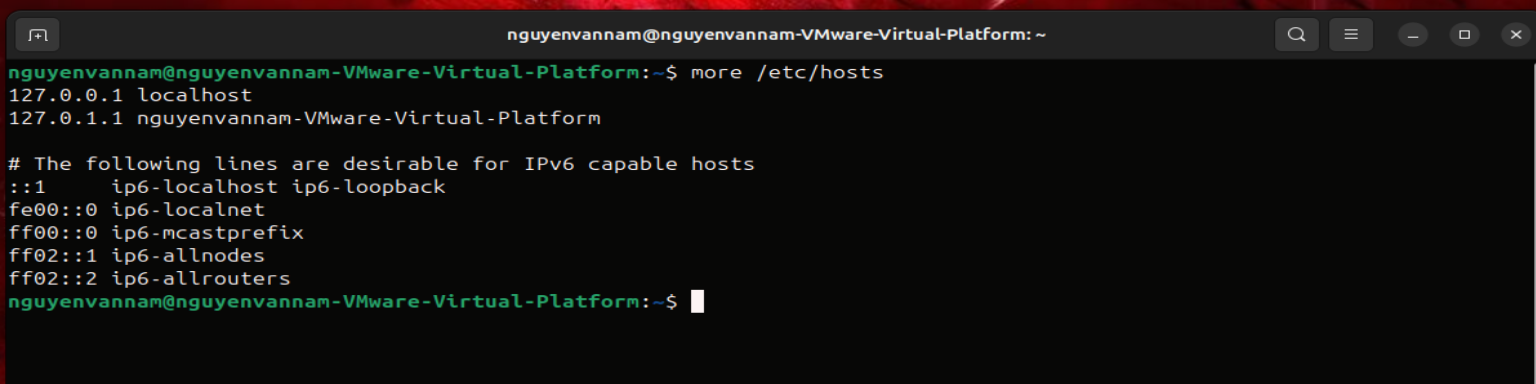 nguyenvannam@nguyenvannam-VMware-Virtual-Platform: ~
nguyenvannam@nguyenvannam-VMware-Virtual-Platform:~$ more /etc/hosts
127.0.0.1 localhost
127.0.1.1 nguyenvannam-VMware-Virtual-Platform
# The following lines are desirable for IPv6 capable hosts
::1     ip6-localhost ip6-loopback
fe00::0 ip6-localnet
ff00::0 ip6-mcastprefix
ff02::1 ip6-allnodes
ff02::2 ip6-allrouters
nguyenvannam@nguyenvannam-VMware-Virtual-Platform:~$